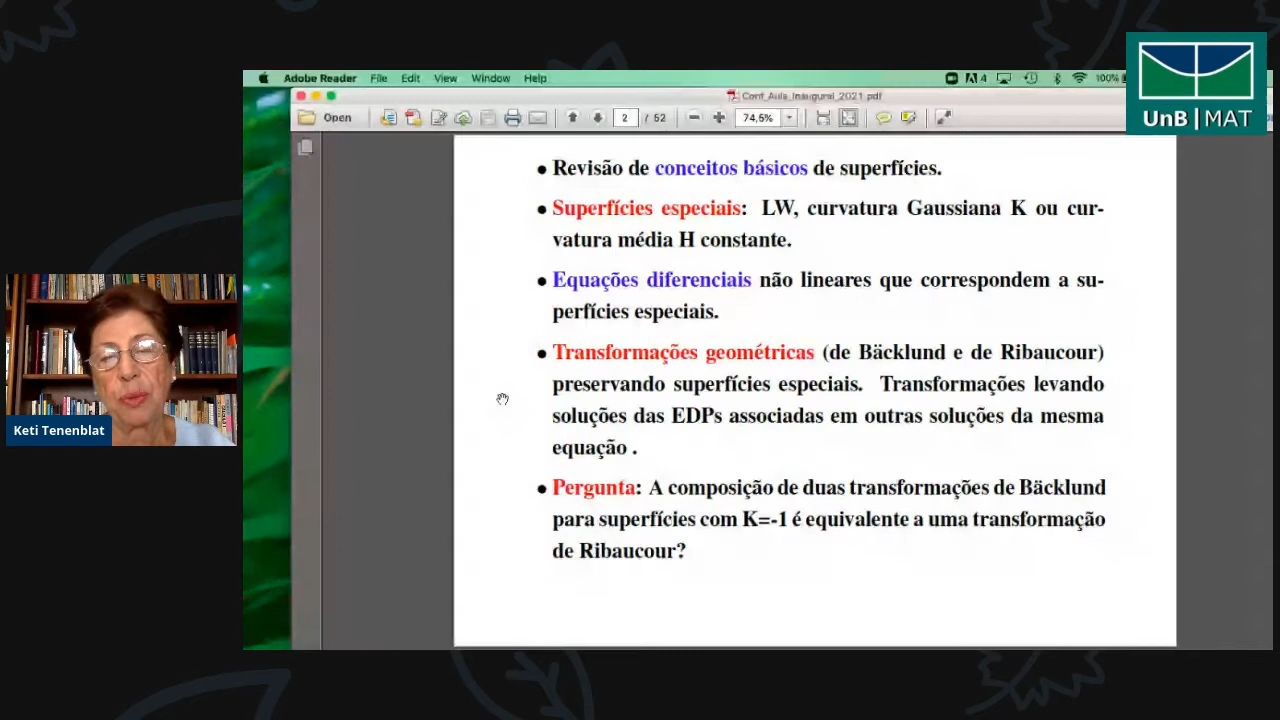 Adobe Reader File Edit View Window Help
4 100%
Conf_Aula_Inaugural_2021.pdf
Open 2 / 52 74,5%
UnB | MAT
• Revisão de conceitos básicos de superfícies.
• Superfícies especiais: LW, curvatura Gaussiana K ou cur-
vatura média H constante.
• Equações diferenciais não lineares que correspondem a su-
perfícies especiais.
• Transformações geométricas (de Bäcklund e de Ribaucour)
preservando superfícies especiais. Transformações levando
soluções das EDPs associadas em outras soluções da mesma
equação .
• Pergunta: A composição de duas transformações de Bäcklund
para superfícies com K=-1 é equivalente a uma transformação
de Ribaucour?
Keti Tenenblat